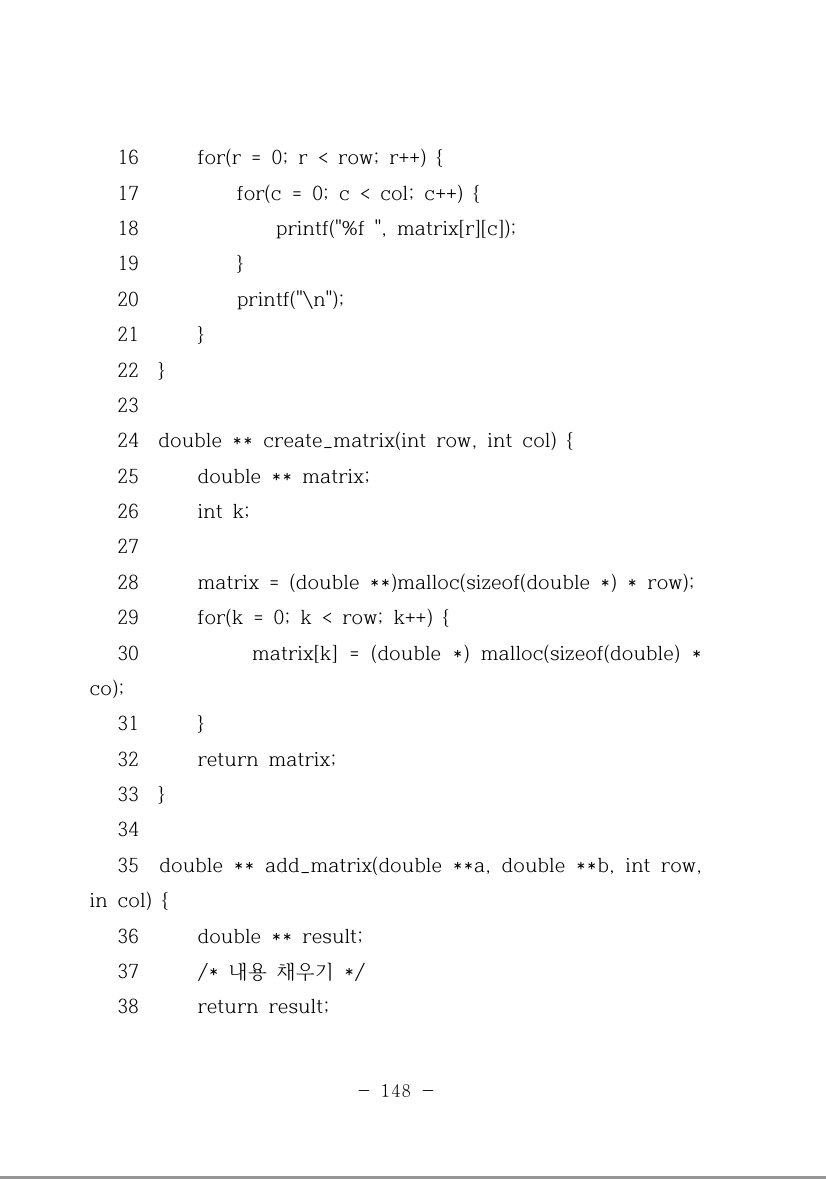 16 for(r = 0; r < row; r++) {
17 for(c = 0; c < col; c++) {
18 printf("%f ", matrix[r][c]);
19 }
20 printf("\n");
21 }
22 }
23
24 double ** create_matrix(int row, int col) {
25 double ** matrix;
26 int k;
27
28 matrix = (double **)malloc(sizeof(double *) * row);
29 for(k = 0; k < row; k++) {
30 matrix[k] = (double *) malloc(sizeof(double) *
co);
31 }
32 return matrix;
33 }
34
35 double ** add_matrix(double **a, double **b, int row,
in col) {
36 double ** result;
37 /* 내용 채우기 */
38 return result;
- 148 -